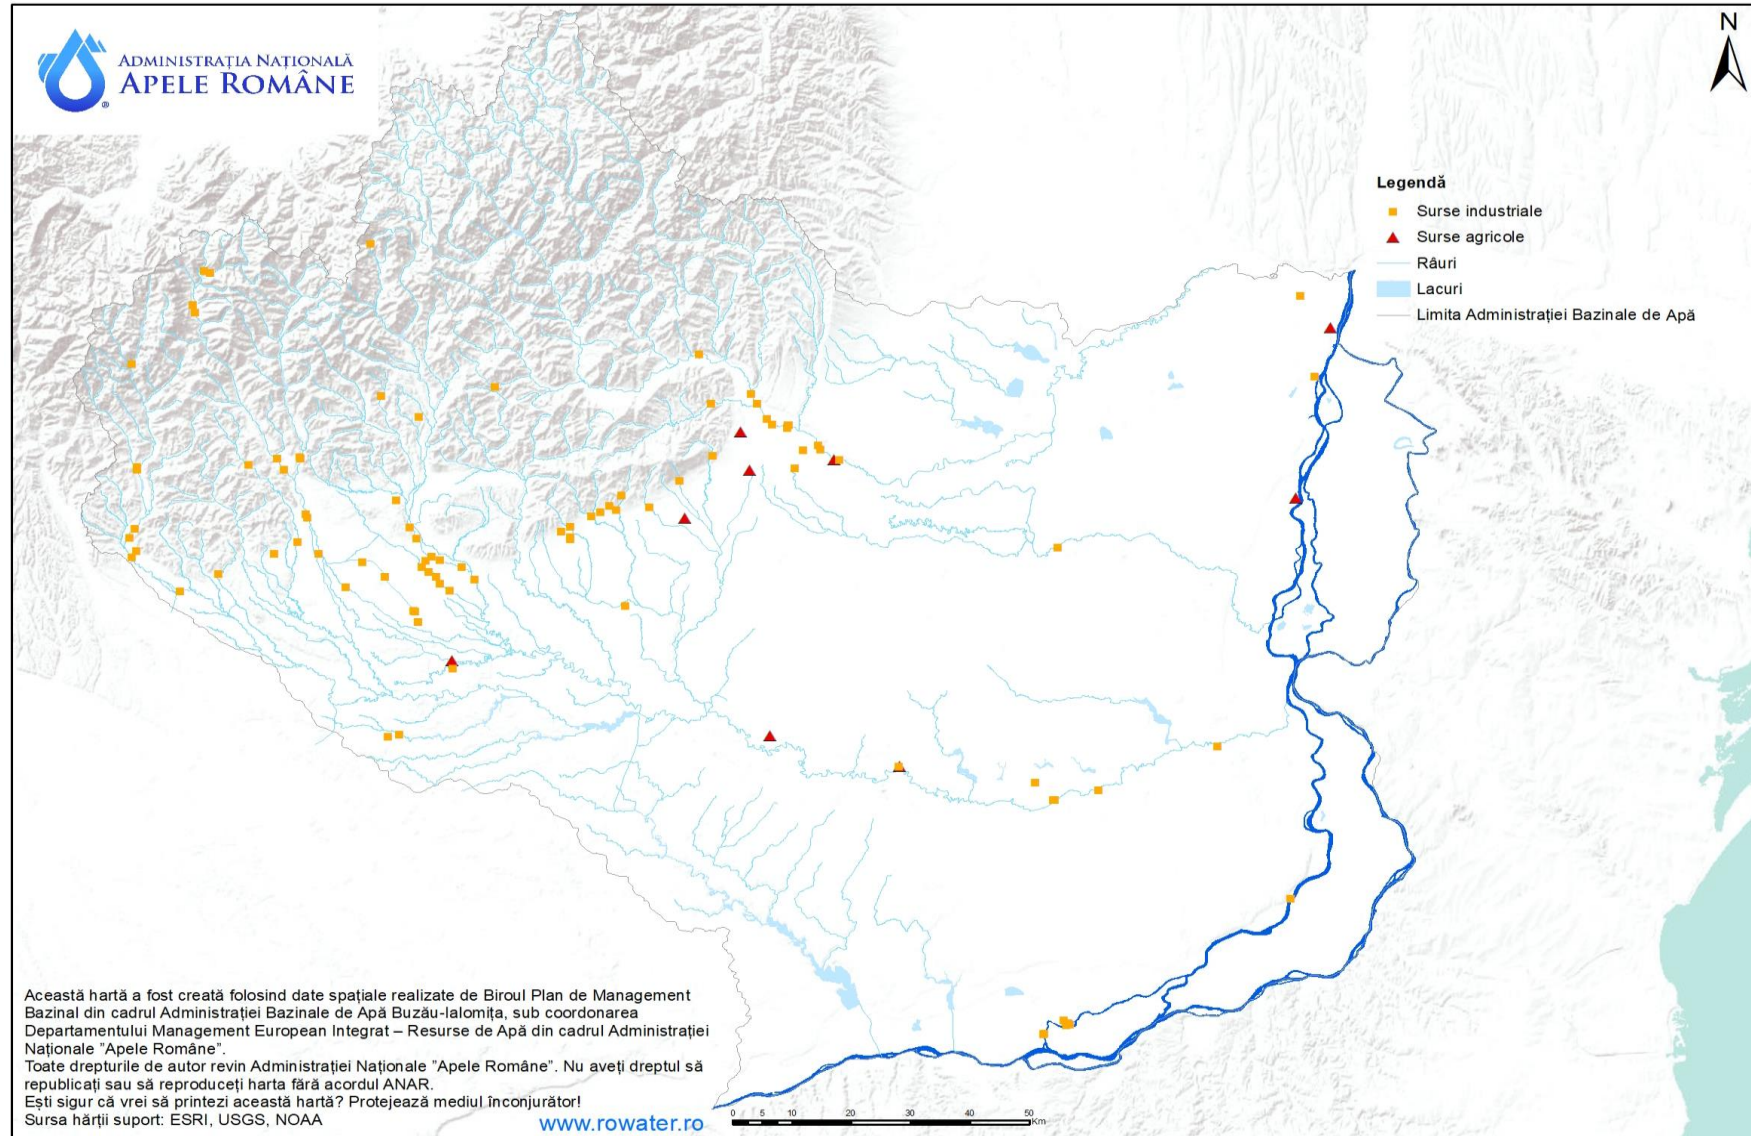 ADMINISTRAȚIA NAȚIONALĂ
APELE ROMÂNE
®
N
Legendă
Surse industriale
Surse agricole
Râuri
Lacuri
Limita Administrației Bazinale de Apă
Această hartă a fost creată folosind date spațiale realizate de Biroul Plan de Management
Bazinal din cadrul Administrației Bazinale de Apă Buzău-Ialomița, sub coordonarea
Departamentului Management European Integrat – Resurse de Apă din cadrul Administrației
Naționale "Apele Române".
Toate drepturile de autor revin Administrației Naționale "Apele Române". Nu aveți dreptul să
republicați sau să reproduceți harta fără acordul ANAR.
Ești sigur că vrei să printezi această hartă? Protejează mediul înconjurător!
Sursa hărții suport: ESRI, USGS, NOAA
www.rowater.ro
0 5 10 20 30 40 50
Km